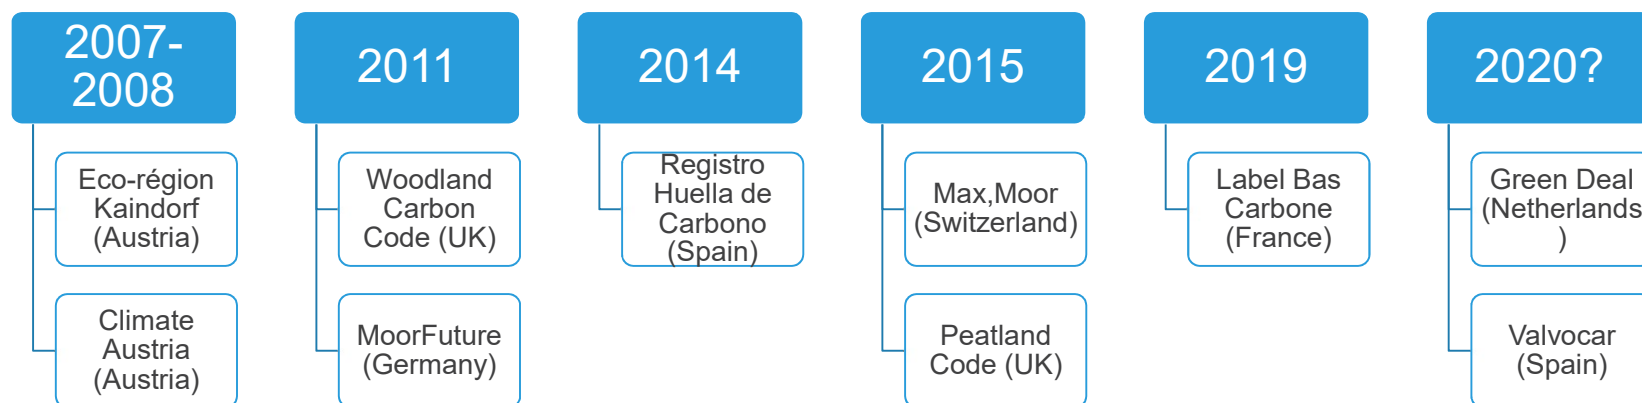 2007-
2008
Eco-région
Kaindorf
(Austria)
Climate
Austria
(Austria)
2011
Woodland
Carbon
Code (UK)
MoorFuture
(Germany)
2014
Registro
Huella de
Carbono
(Spain)
2015
Max,Moor
(Switzerland)
Peatland
Code (UK)
2019
Label Bas
Carbone
(France)
2020?
Green Deal
(Netherlands
)
Valvocar
(Spain)